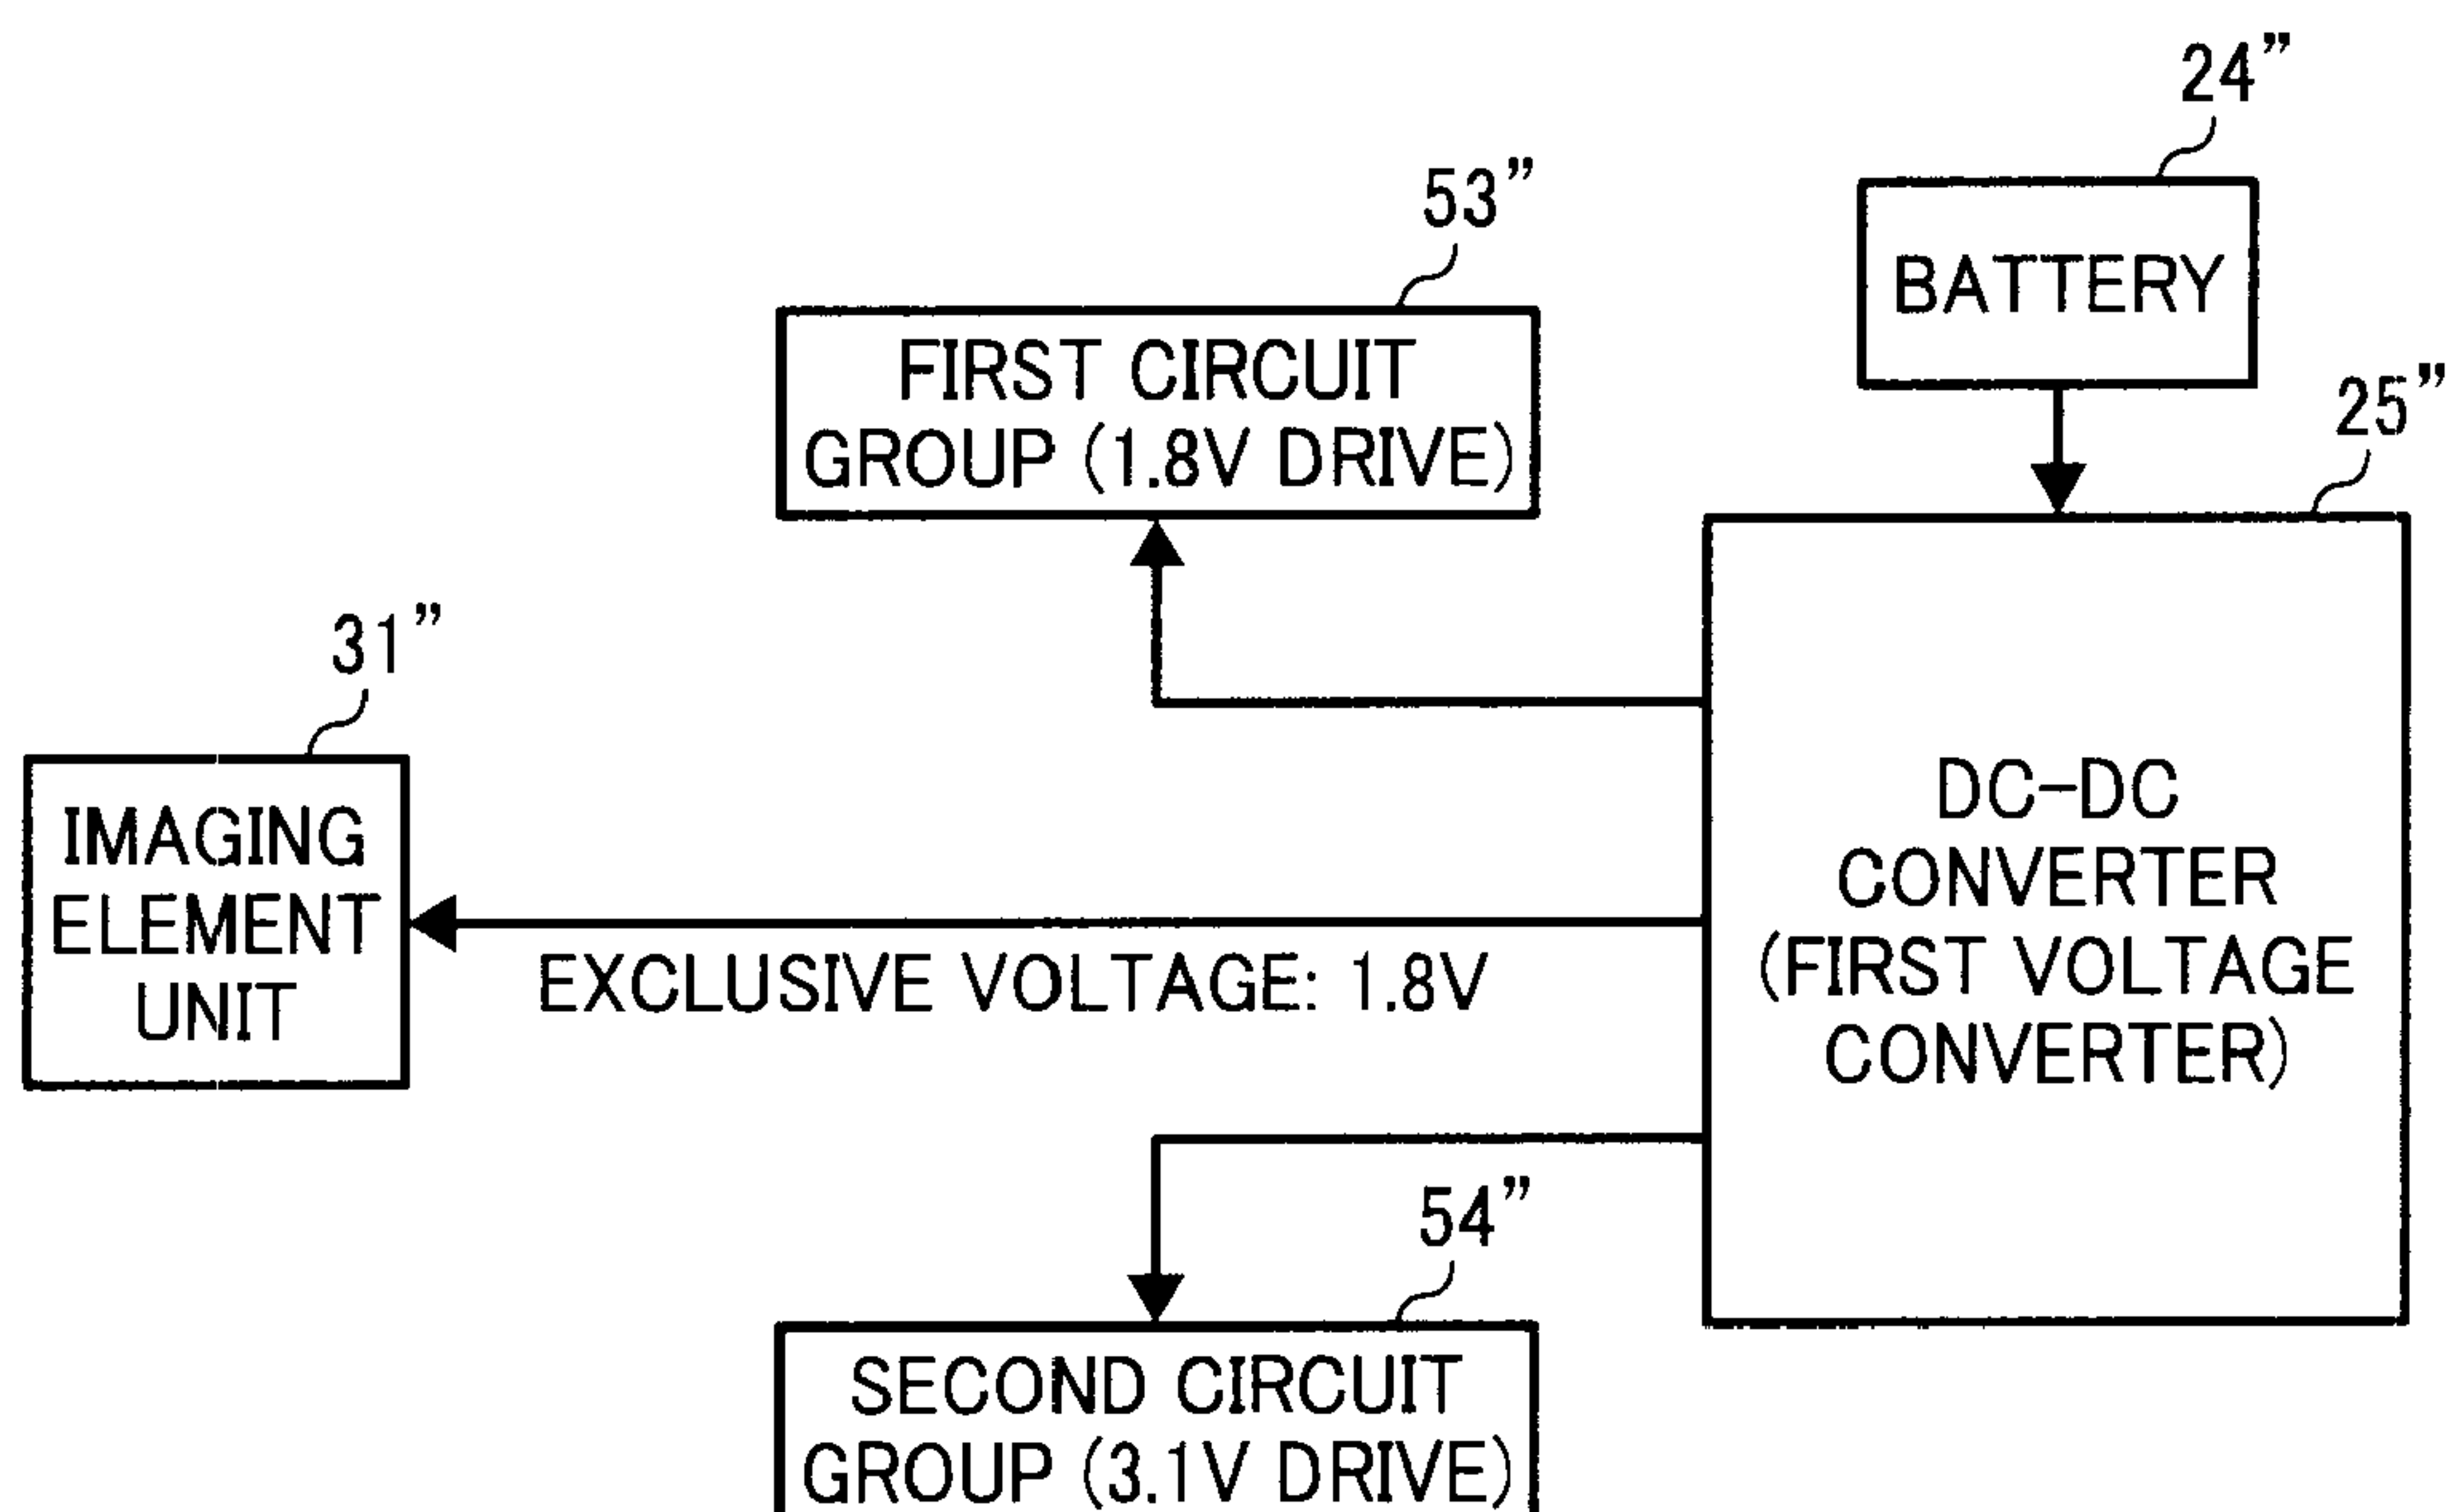 24”
BATTERY
53”
FIRST CIRCUIT
GROUP (1.8V DRIVE)
25”
DC-DC
CONVERTER
(FIRST VOLTAGE
CONVERTER)
31”
IMAGING
ELEMENT
UNIT
EXCLUSIVE VOLTAGE: 1.8V
54”
SECOND CIRCUIT
GROUP (3.1V DRIVE)